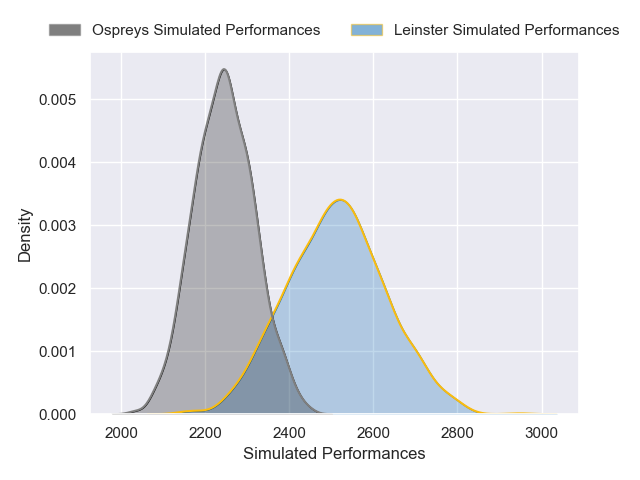 Ospreys Simulated Performances Leinster Simulated Performances
0.005
0.004
0.003
0.002
0.001
0.000
Density
2000 2200 2400 2600 2800 3000
Simulated Performances